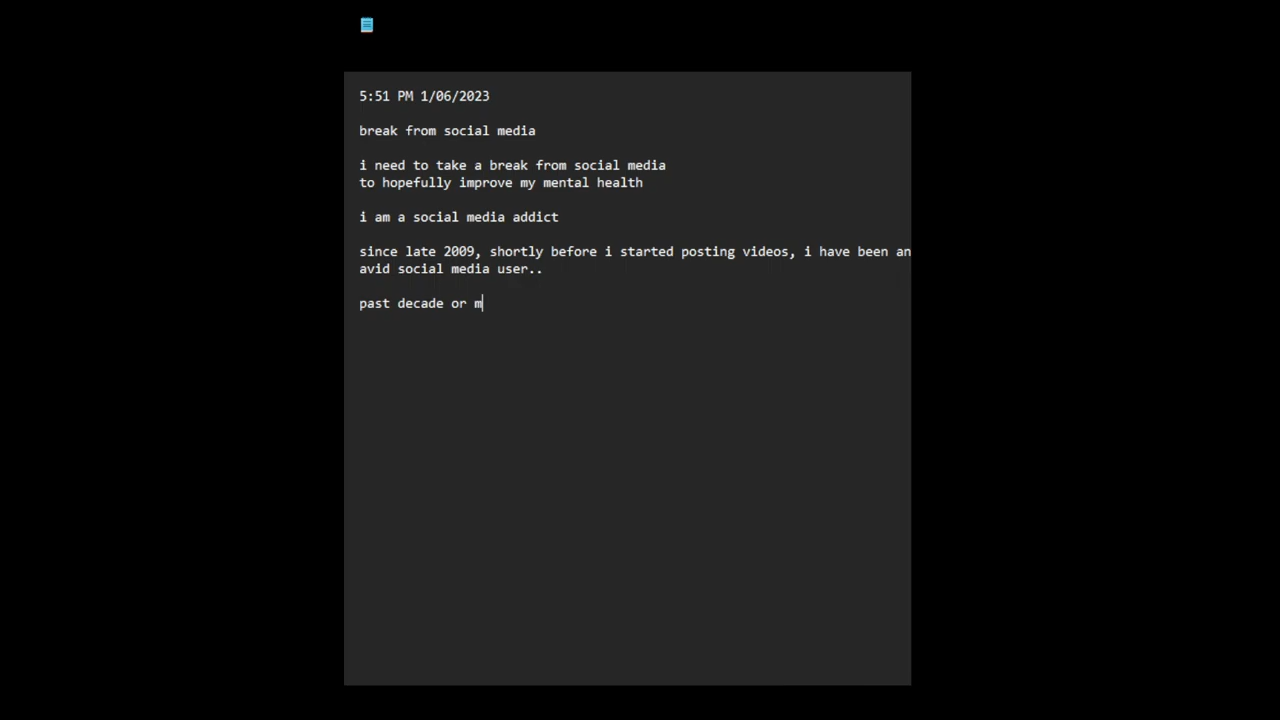 5:51 PM 1/06/2023
break from social media
i need to take a break from social media
to hopefully improve my mental health
i am a social media addict
since late 2009, shortly before i started posting videos, i have been an
avid social media user..
past decade or m